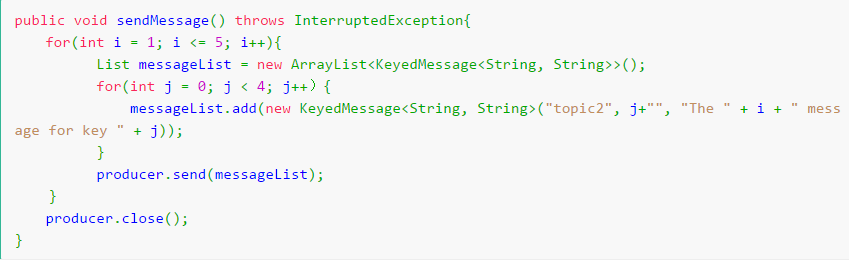 public void sendMessage() throws InterruptedException{
    for(int i = 1; i <= 5; i++){
          List messageList = new ArrayList<KeyedMessage<String, String>>();
          for(int j = 0; j < 4; j++）{
              messageList.add(new KeyedMessage<String, String>("topic2", j+"", "The " + i + " mess
age for key " + j));
          }
          producer.send(messageList);
    }
    producer.close();
}